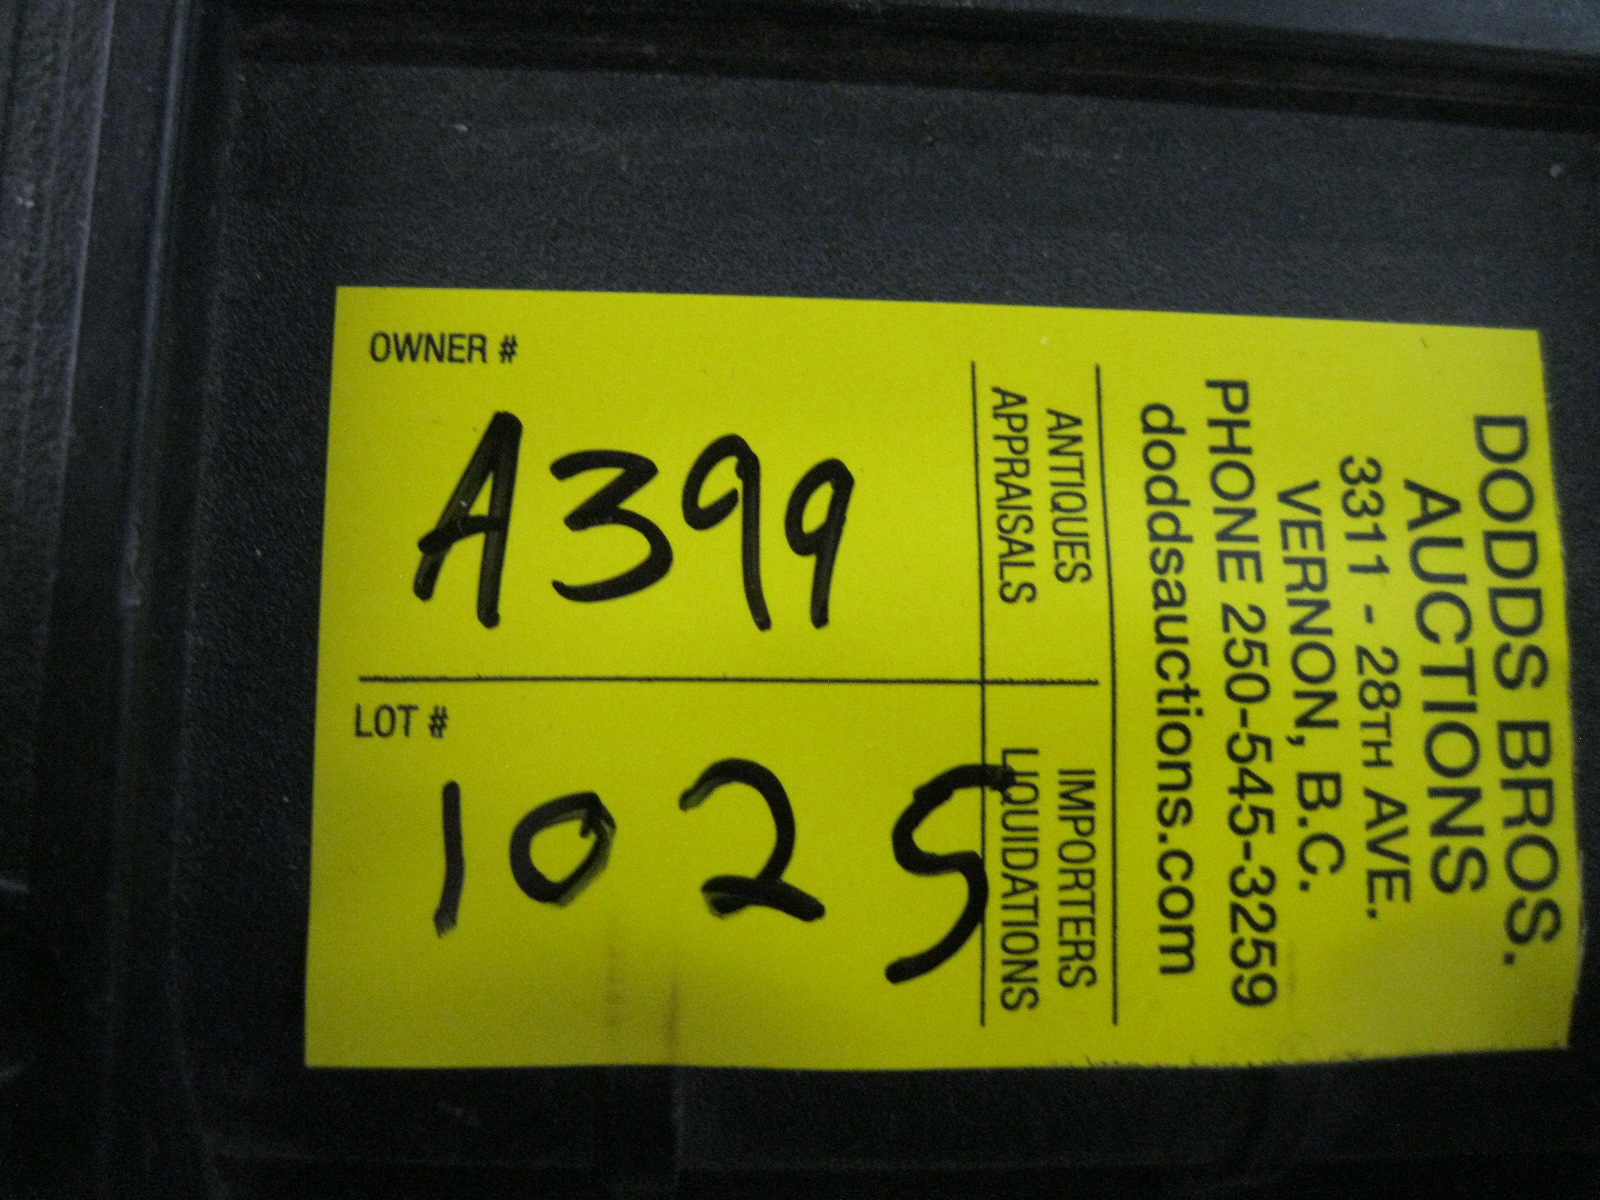 OWNER #
A399
LOT #
1025
DODDS BROS.
AUCTIONS
3311 - 28TH AVE.
VERNON, B.C.
PHONE 250-545-3259
doddsauctions.com
ANTIQUES IMPORTERS
APPRAISALS LIQUIDATIONS